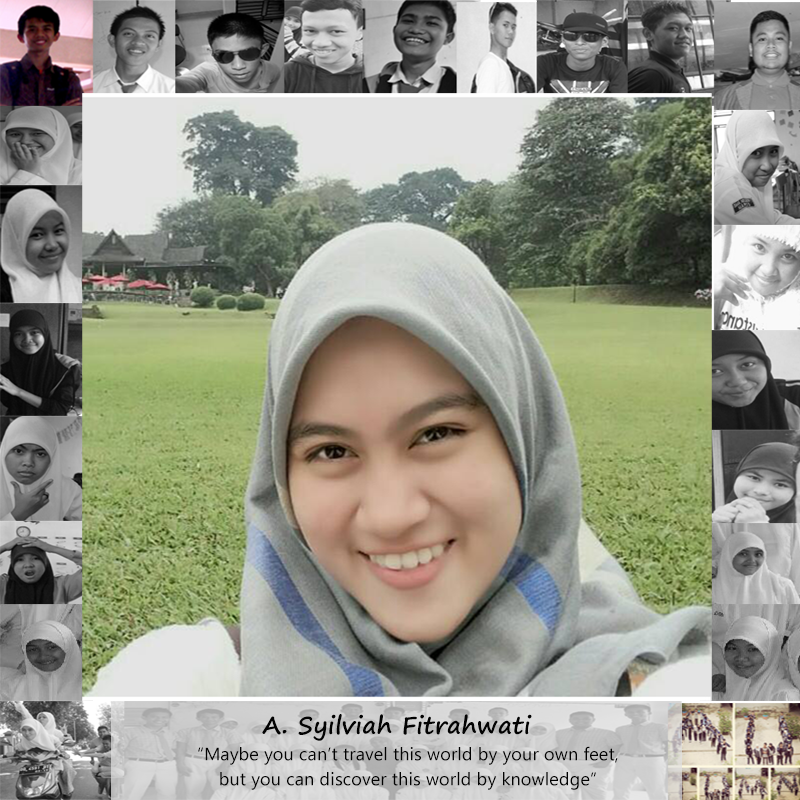 A. Syilviah Fitrahwati
“Maybe you can’t travel this world by your own feet,
but you can discover this world by knowledge”